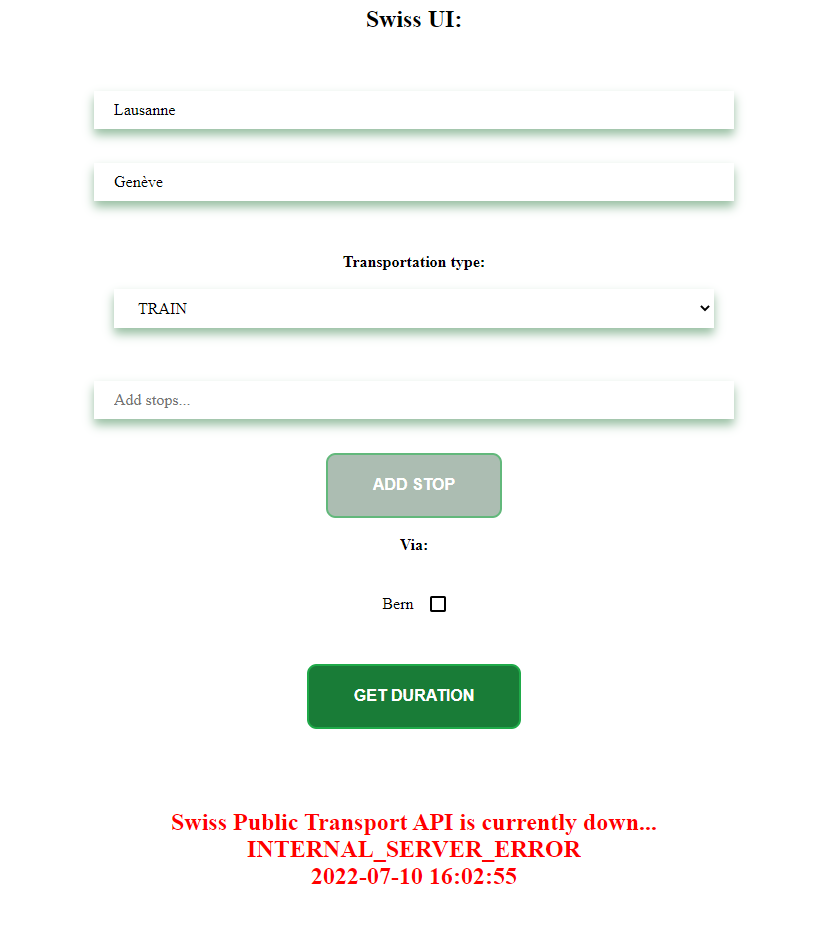 Swiss UI:
Lausanne
Genève
Transportation type:
TRAIN
Add stops...
ADD STOP
Via:
Bern
GET DURATION
Swiss Public Transport API is currently down...
INTERNAL_SERVER_ERROR
2022-07-10 16:02:55